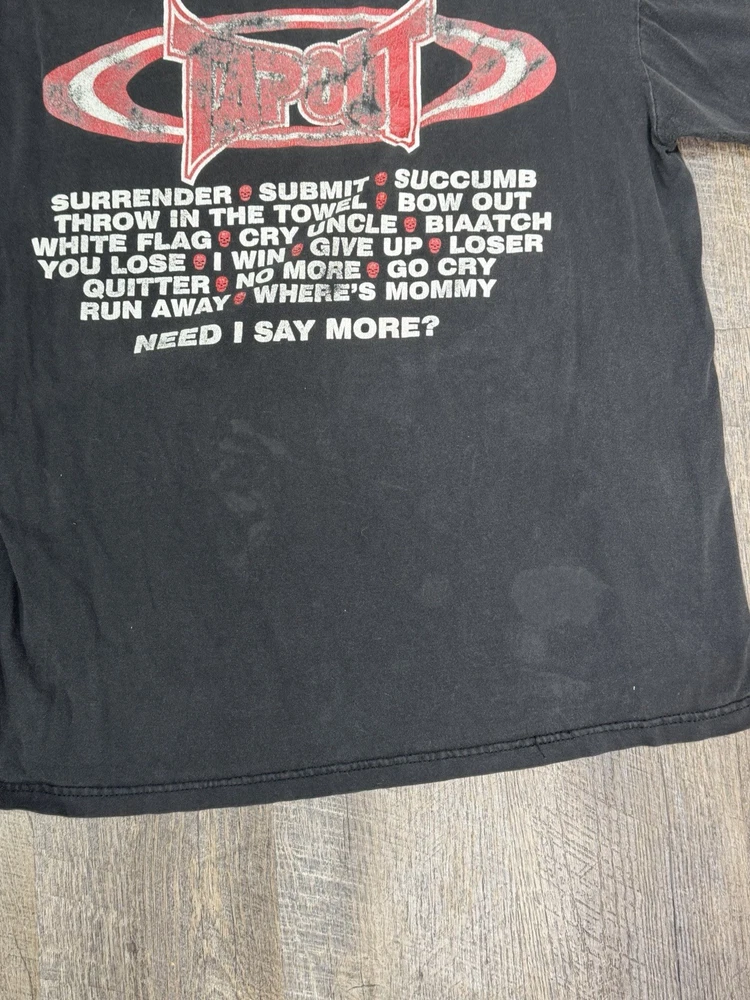 TAPOUT
SURRENDER SUBMIT SUCCUMB
THROW IN THE TOWEL BOW OUT
WHITE FLAG CRY UNCLE BIAATCH
YOU LOSE I WIN GIVE UP LOSER
QUITTER NO MORE GO CRY
RUN AWAY WHERE'S MOMMY
NEED I SAY MORE?